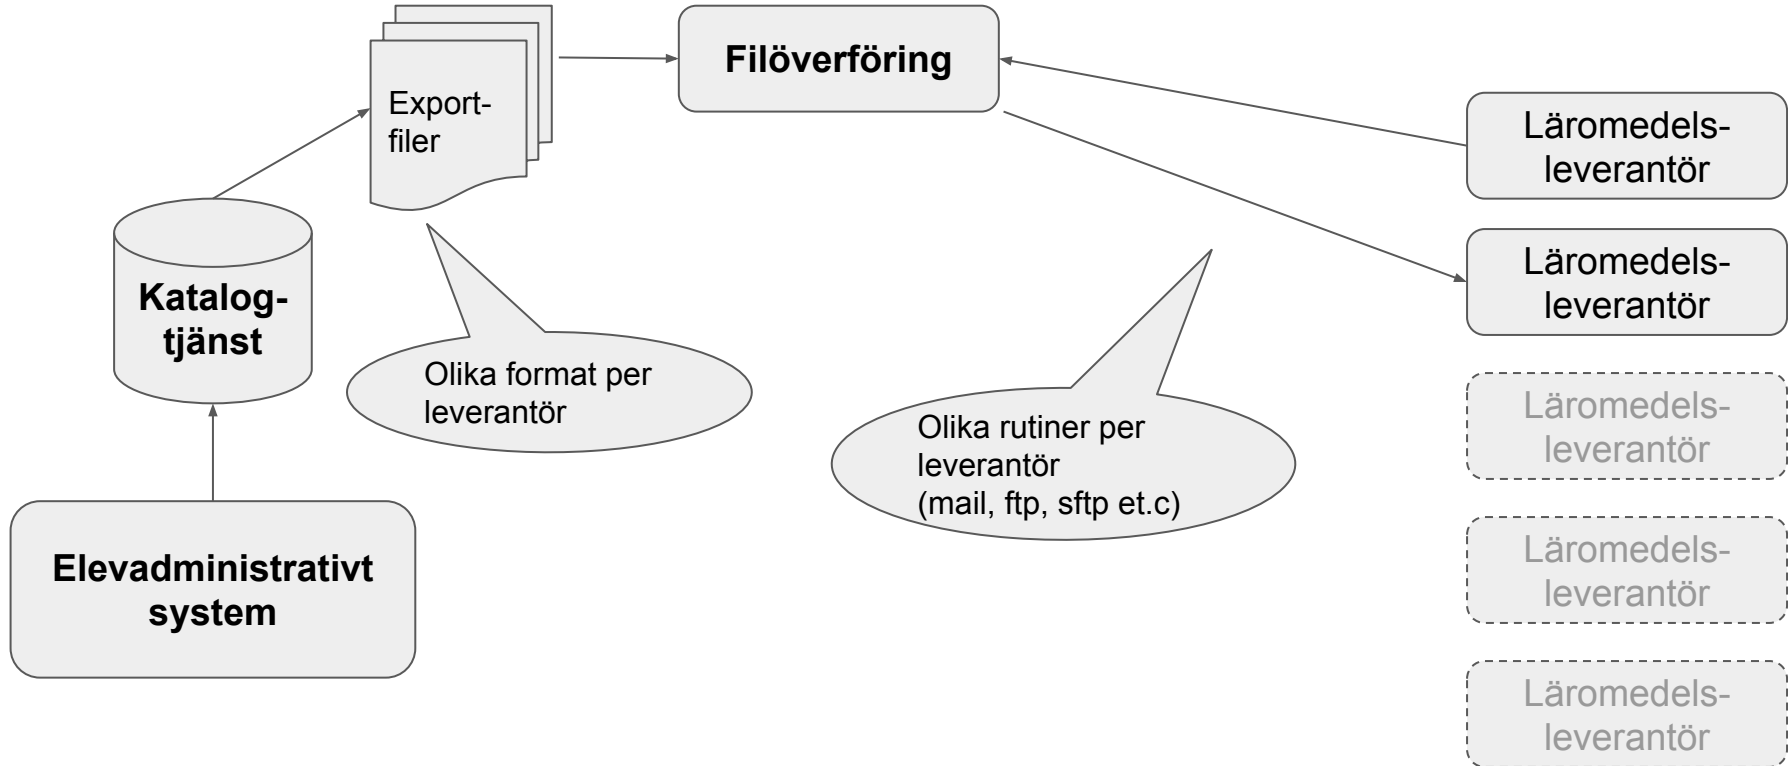 Export-
filer
Filöverföring
Läromedels-
leverantör
Läromedels-
leverantör
Katalog-
tjänst
Olika format per
leverantör
Olika rutiner per
leverantör
(mail, ftp, sftp et.c)
Läromedels-
leverantör
Elevadministrativt
system
Läromedels-
leverantör
Läromedels-
leverantör